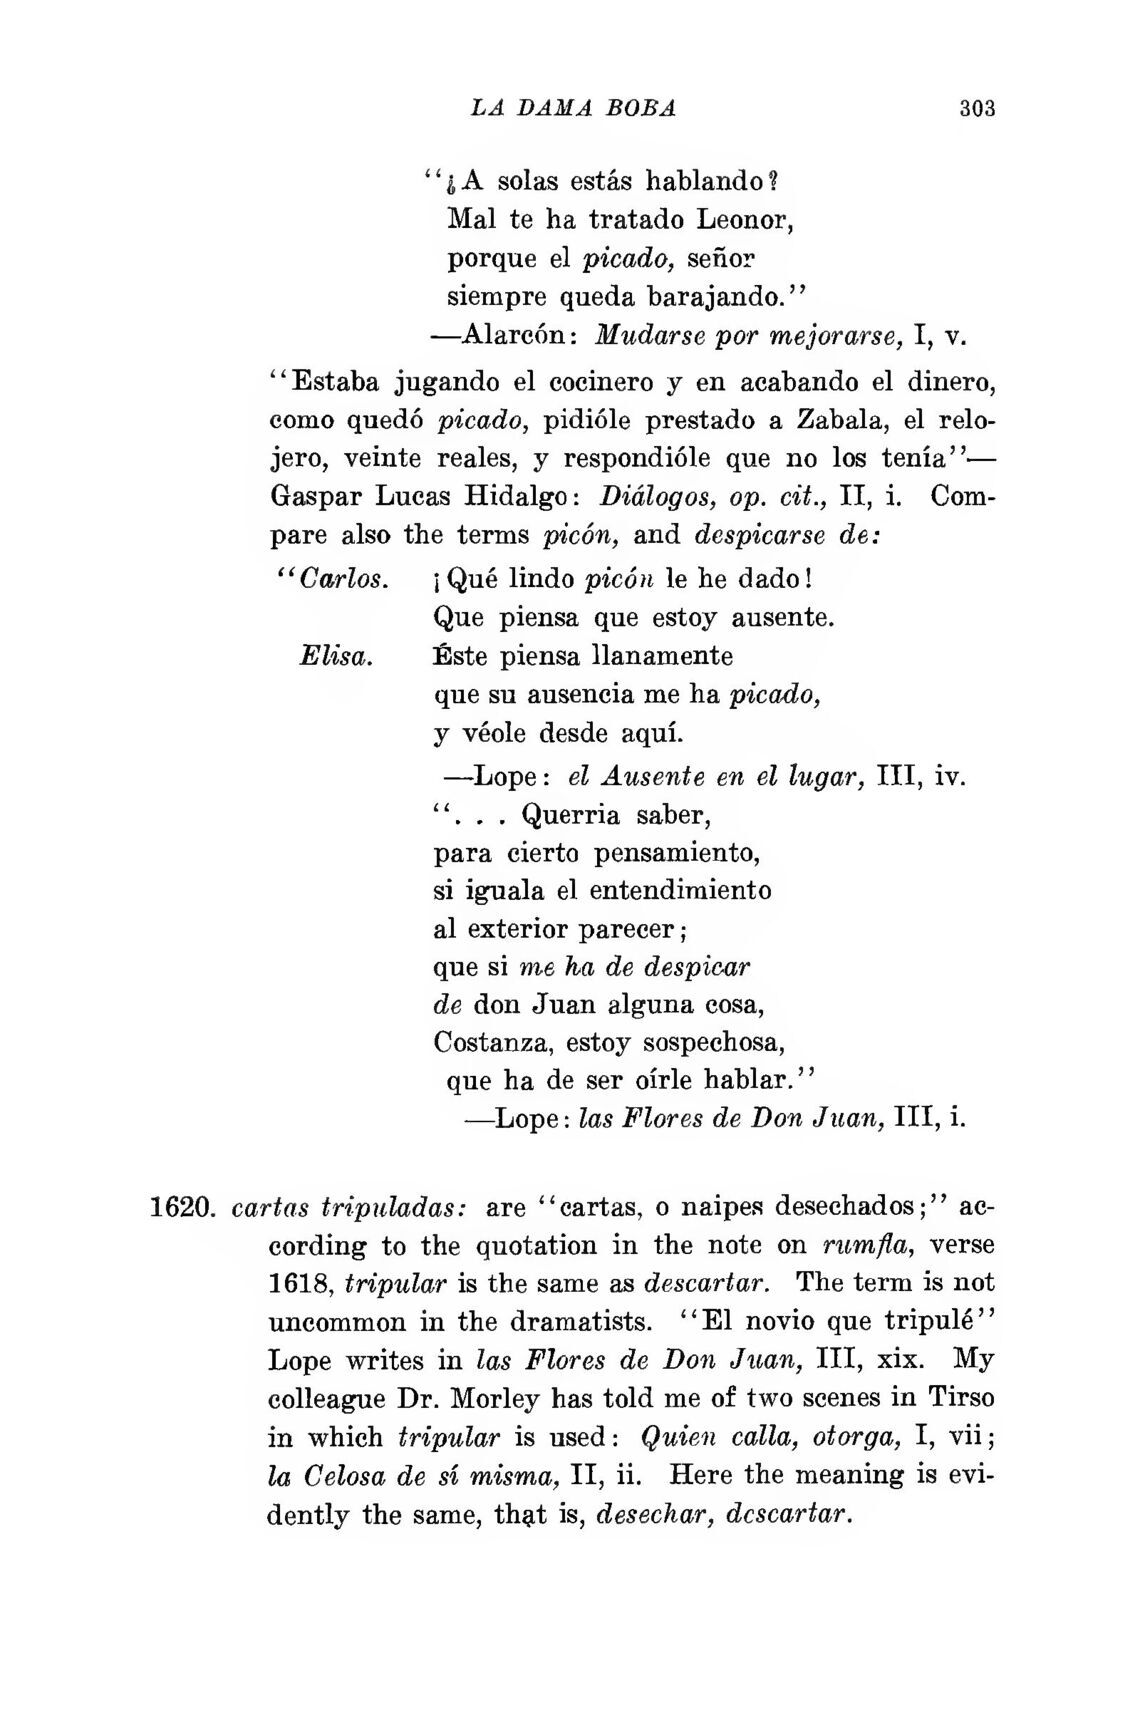 LA DAMA BOBA 303
“¿A solas estás hablando?
Mal te ha tratado Leonor,
porque el picado, señor
siempre queda barajando.”
—Alarcón: Mudarse por mejorarse, I, v.
“Estaba jugando el cocinero y en acabando el dinero,
como quedó picado, pidióle prestado a Zabala, el relo-
jero, veinte reales, y respondióle que no los tenía”—
Gaspar Lucas Hidalgo: Diálogos, op. cit., II, i. Com-
pare also the terms picón, and despicarse de:
“Carlos. ¡Qué lindo picón le he dado!
Que piensa que estoy ausente.
Elisa. Éste piensa llanamente
que su ausencia me ha picado,
y véole desde aquí.
—Lope: el Ausente en el lugar, III, iv.
“. . . Querria saber,
para cierto pensamiento,
si iguala el entendimiento
al exterior parecer;
que si me ha de despicar
de don Juan alguna cosa,
Costanza, estoy sospechosa,
que ha de ser oírle hablar.”
—Lope: las Flores de Don Juan, III, i.
1620. cartas tripuladas: are “cartas, o naipes desechados;” ac-
cording to the quotation in the note on rumfla, verse
1618, tripular is the same as descartar. The term is not
uncommon in the dramatists. “El novio que tripulé”
Lope writes in las Flores de Don Juan, III, xix. My
colleague Dr. Morley has told me of two scenes in Tirso
in which tripular is used: Quien calla, otorga, I, vii;
la Celosa de sí misma, II, ii. Here the meaning is evi-
dently the same, that is, desechar, descartar.